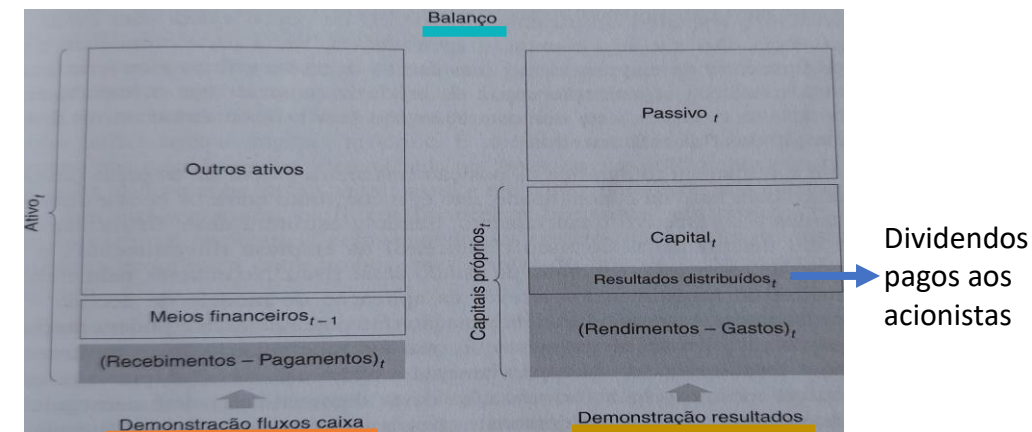 Balanço
Ativo t
Outros ativos
Meios financeiros t – 1
(Recebimentos – Pagamentos) t
Demonstração fluxos caixa
Passivo t
Capitais próprios t
Capital t
Resultados distribuídos t
(Rendimentos – Gastos) t
Demonstração resultados
Dividendos
pagos aos
acionistas